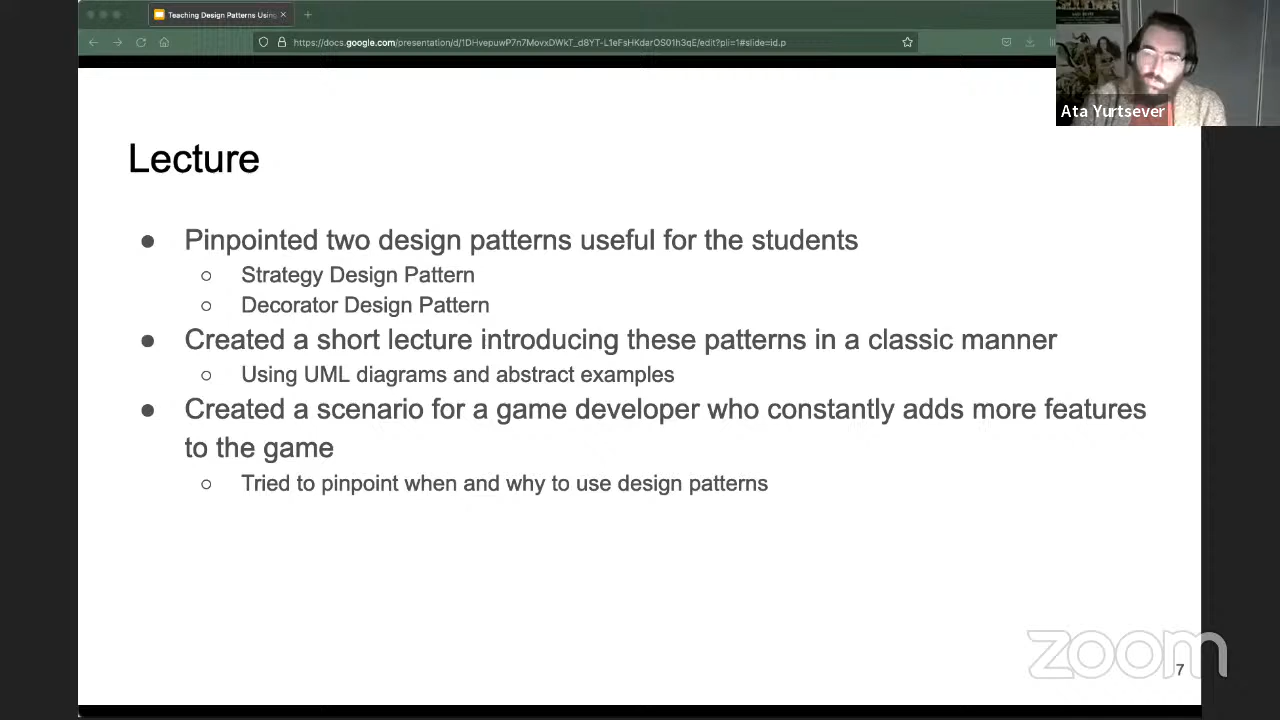 Teaching Design Patterns Using
https://docs.google.com/presentation/d/1DHvepuwP7n7MovxDWkT_d8YT-L1eFsHKdarOS01h3qE/edit?pli=1#slide=id.p
Ata Yurtsever
Lecture
● Pinpointed two design patterns useful for the students
○ Strategy Design Pattern
○ Decorator Design Pattern
● Created a short lecture introducing these patterns in a classic manner
○ Using UML diagrams and abstract examples
● Created a scenario for a game developer who constantly adds more features
to the game
○ Tried to pinpoint when and why to use design patterns
zoom
7